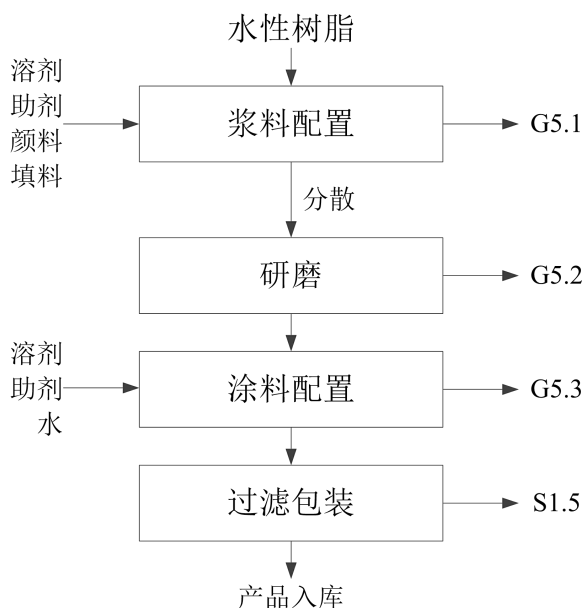 水性树脂
溶剂
助剂
颜料
填料
浆料配置
G5.1
分散
研磨
G5.2
溶剂
助剂
水
涂料配置
G5.3
过滤包装
S1.5
产品入库